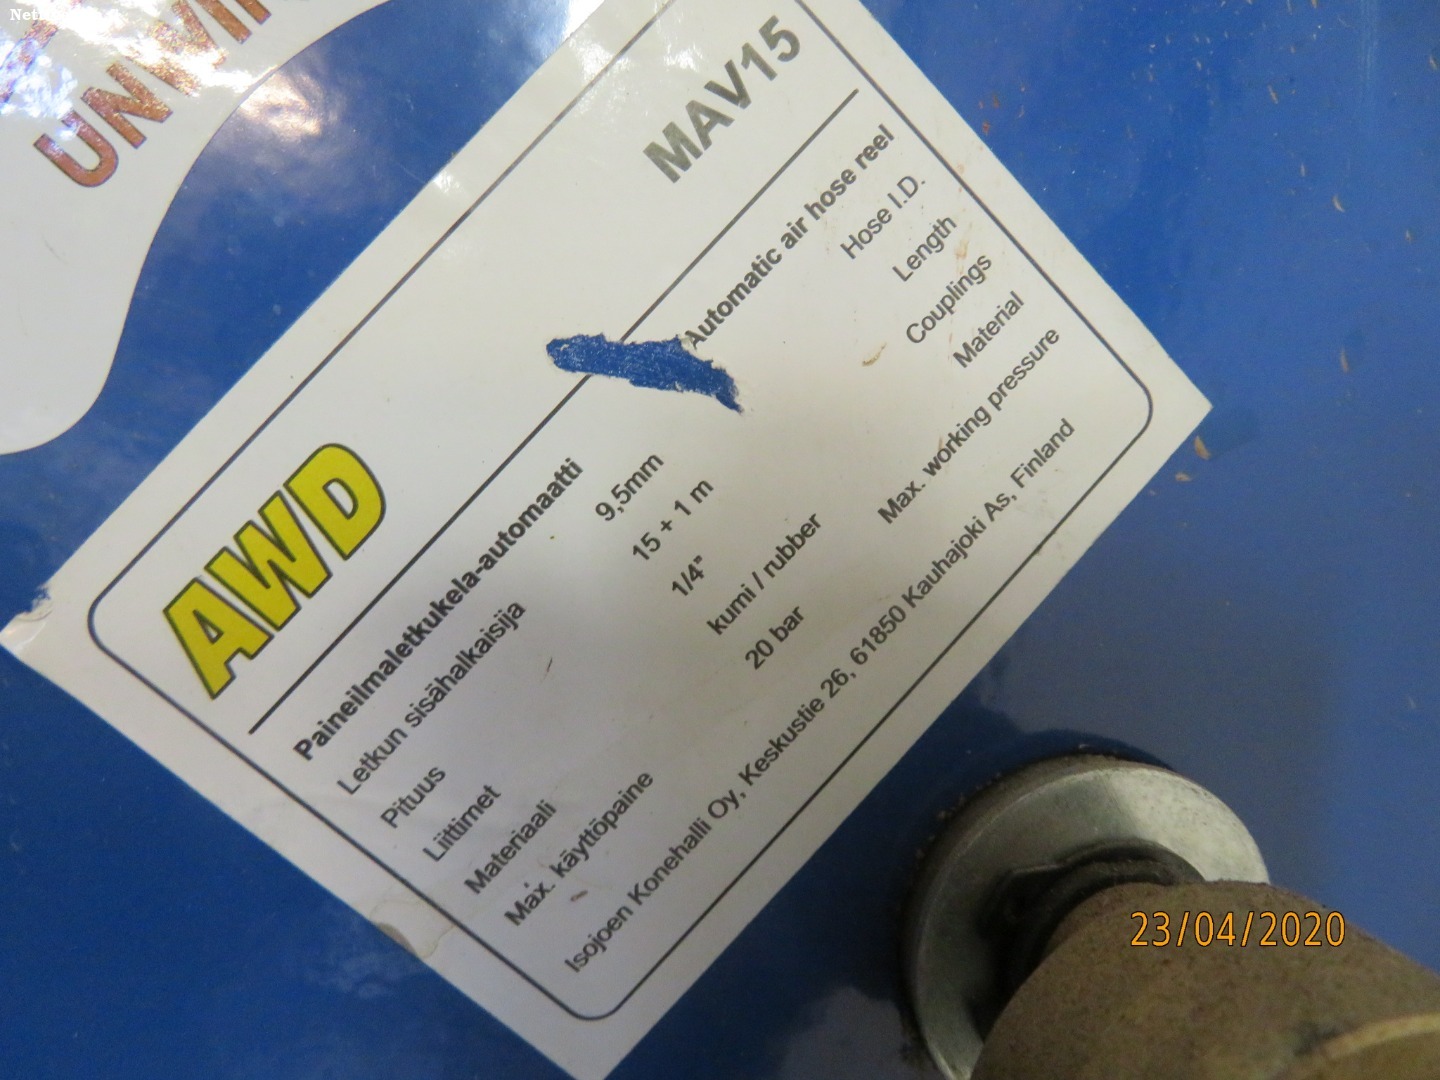 UNWIN
AWD
MAV15
Paineilmaletkukela-automaatti Automatic air hose reel
Letkun sisähalkaisija 9,5mm Hose I.D.
Pituus 15 + 1 m Length
Liittimet 1/4" Couplings
Materiaali kumi / rubber Material
Max. käyttöpaine 20 bar Max. working pressure
Isojoen Konehalli Oy, Keskustie 26, 61850 Kauhajoki As, Finland
23/04/2020